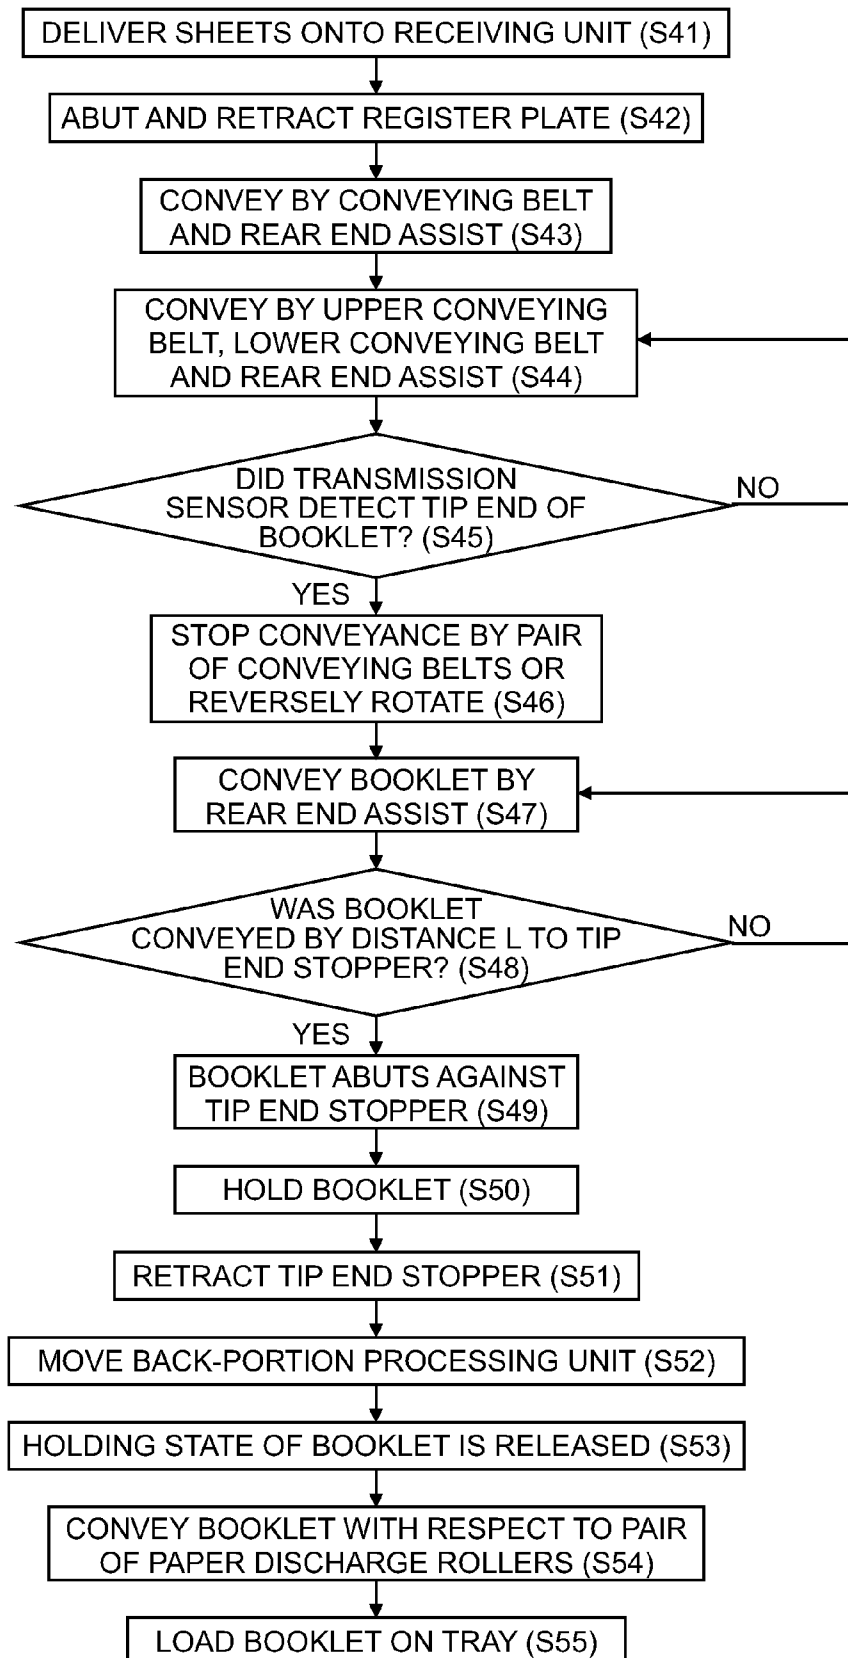 DELIVER SHEETS ONTO RECEIVING UNIT (S41)
ABUT AND RETRACT REGISTER PLATE (S42)
CONVEY BY CONVEYING BELT
AND REAR END ASSIST (S43)
CONVEY BY UPPER CONVEYING
BELT, LOWER CONVEYING BELT
AND REAR END ASSIST (S44)
DID TRANSMISSION
SENSOR DETECT TIP END OF
BOOKLET? (S45)
NO
YES
STOP CONVEYANCE BY PAIR
OF CONVEYING BELTS OR
REVERSELY ROTATE (S46)
CONVEY BOOKLET BY
REAR END ASSIST (S47)
WAS BOOKLET
CONVEYED BY DISTANCE L TO TIP
END STOPPER? (S48)
NO
YES
BOOKLET ABUTS AGAINST
TIP END STOPPER (S49)
HOLD BOOKLET (S50)
RETRACT TIP END STOPPER (S51)
MOVE BACK-PORTION PROCESSING UNIT (S52)
HOLDING STATE OF BOOKLET IS RELEASED (S53)
CONVEY BOOKLET WITH RESPECT TO PAIR
OF PAPER DISCHARGE ROLLERS (S54)
LOAD BOOKLET ON TRAY (S55)